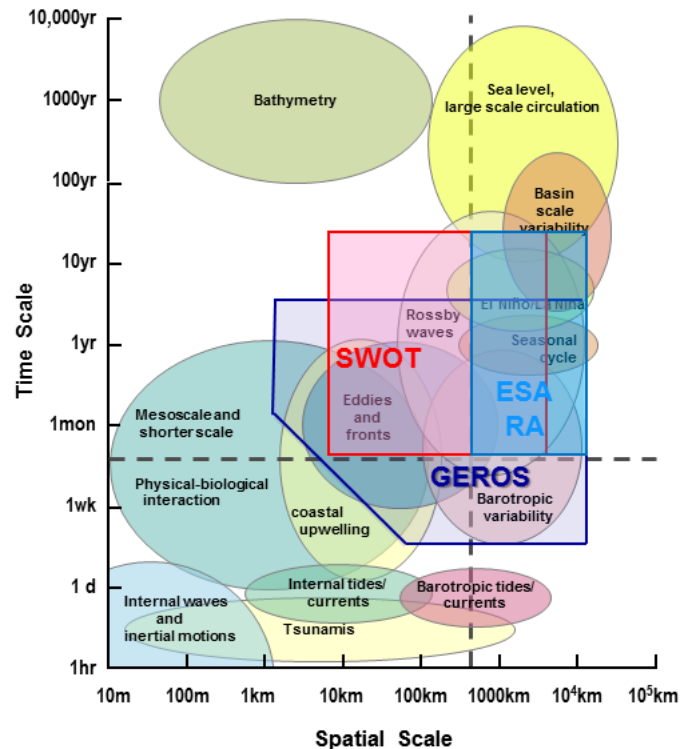 10,000yr
1000yr
100yr
10yr
1yr
1mon
1wk
1 d
1hr
Time Scale
Bathymetry
Sea level,
large scale circulation
Basin
scale
variability
El Niño/La Niña
Rossby
waves
Seasonal
cycle
SWOT
ESA
RA
Eddies
and
fronts
Mesoscale and
shorter scale
GEROS
Physical-biological
interaction
Barotropic
variability
coastal
upwelling
Internal tides/
currents
Barotropic tides/
currents
Internal waves
and
inertial motions
Tsunamis
10m
100m
1km
10km
100km
1000km
10⁴km
10⁵km
Spatial Scale